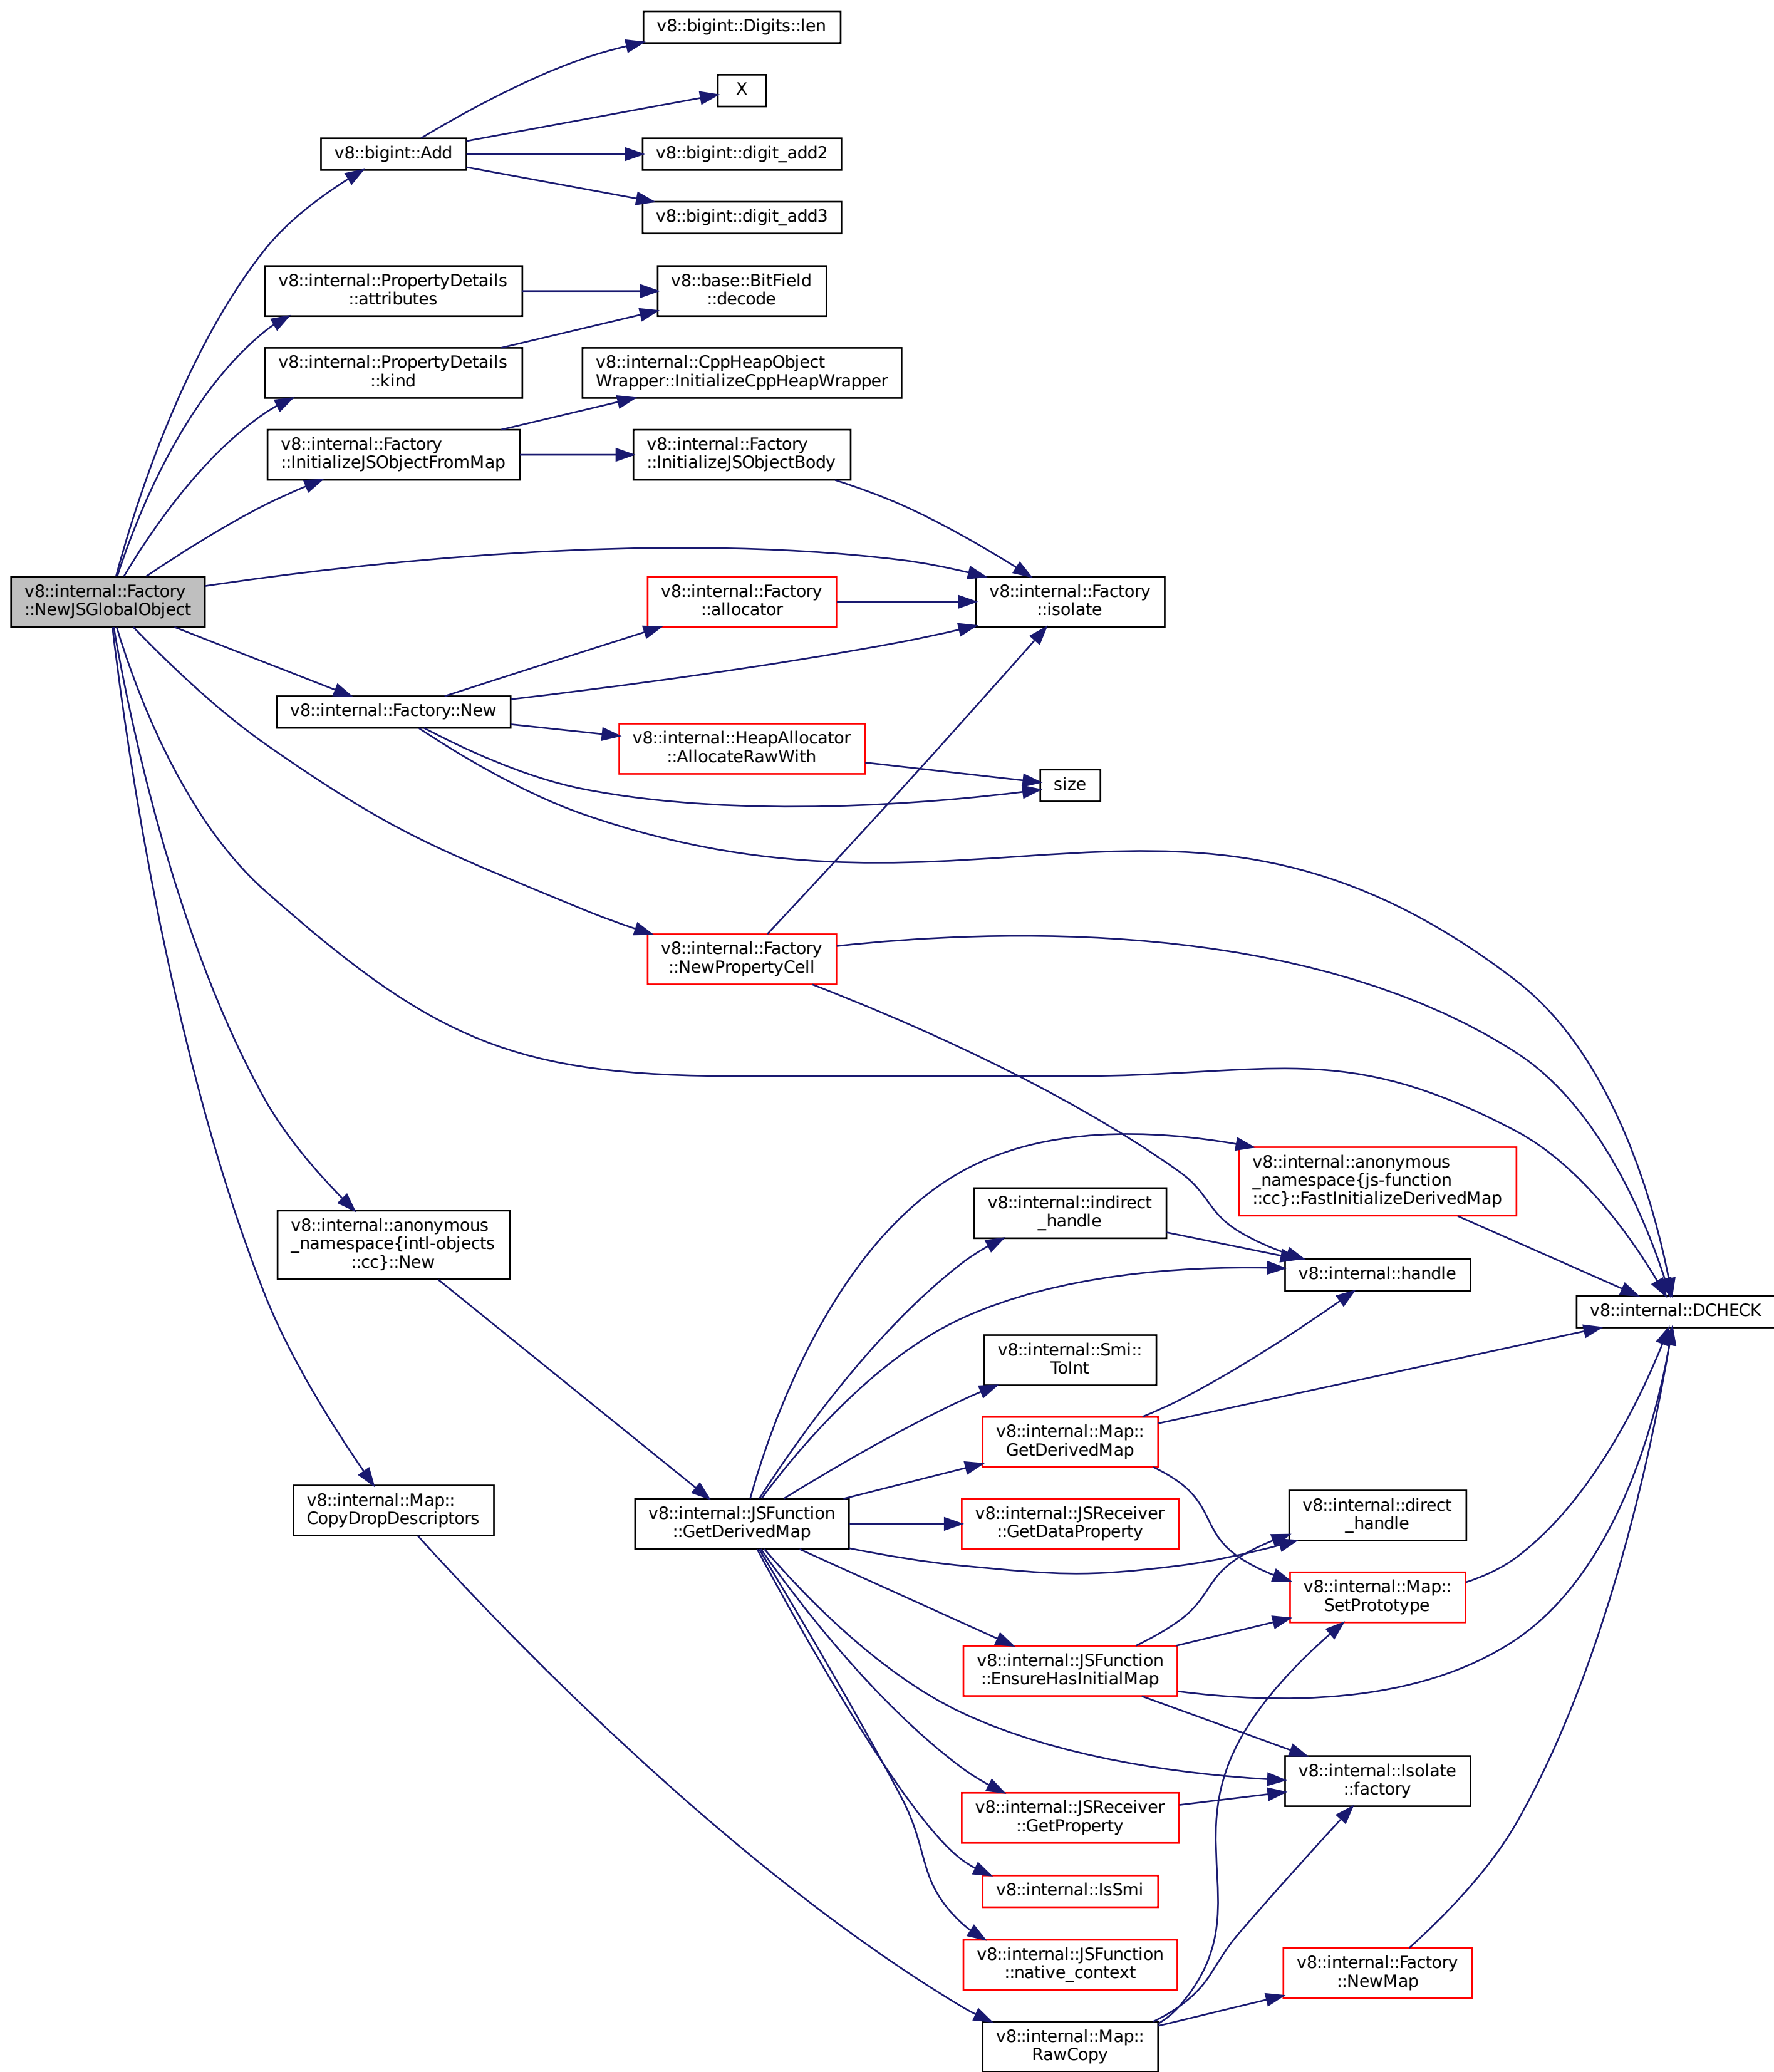 v8::bigint::Digits::len
X
v8::bigint::Add
v8::bigint::digit_add2
v8::bigint::digit_add3
v8::internal::PropertyDetails
::attributes
v8::base::BitField
::decode
v8::internal::PropertyDetails
::kind
v8::internal::CppHeapObject
Wrapper::InitializeCppHeapWrapper
v8::internal::Factory
::InitializeJSObjectFromMap
v8::internal::Factory
::InitializeJSObjectBody
v8::internal::Factory
::NewJSGlobalObject
v8::internal::Factory
::allocator
v8::internal::Factory
::isolate
v8::internal::Factory::New
v8::internal::HeapAllocator
::AllocateRawWith
size
v8::internal::Factory
::NewPropertyCell
v8::internal::anonymous
_namespace{js-function
::cc}::FastInitializeDerivedMap
v8::internal::indirect
_handle
v8::internal::anonymous
_namespace{intl-objects
::cc}::New
v8::internal::handle
v8::internal::DCHECK
v8::internal::Smi::
ToInt
v8::internal::Map::
GetDerivedMap
v8::internal::Map::
CopyDropDescriptors
v8::internal::JSFunction
::GetDerivedMap
v8::internal::JSReceiver
::GetDataProperty
v8::internal::direct
_handle
v8::internal::Map::
SetPrototype
v8::internal::JSFunction
::EnsureHasInitialMap
v8::internal::Isolate
::factory
v8::internal::JSReceiver
::GetProperty
v8::internal::IsSmi
v8::internal::JSFunction
::native_context
v8::internal::Factory
::NewMap
v8::internal::Map::
RawCopy